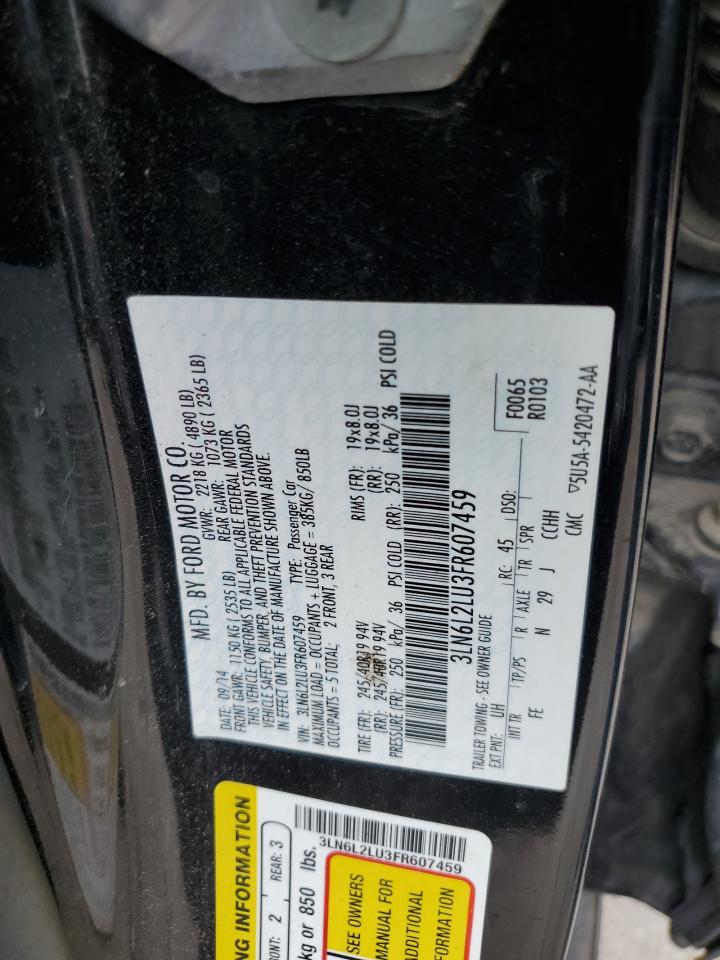 MFD. BY FORD MOTOR CO.
DATE: 09/14 GVWR: 2218 KG ( 4890 LB)
FRONT GAWR: 1150 KG ( 2535 LB) REAR GAWR: 1073 KG ( 2365 LB)
THIS VEHICLE CONFORMS TO ALL APPLICABLE FEDERAL MOTOR
VEHICLE SAFETY, BUMPER, AND THEFT PREVENTION STANDARDS
IN EFFECT ON THE DATE OF MANUFACTURE SHOWN ABOVE.
VIN: 3LN6L2LU3FR607459 TYPE: Passenger Car
MAXIMUM LOAD = OCCUPANTS + LUGGAGE = 385KG/ 850LB
OCCUPANTS = 5 TOTAL; 2 FRONT, 3 REAR
TIRE (FR): 245/40R19 94V RIMS (FR): 19x8.0J
(RR): 245/40R19 94V (RR): 19x8.0J
PRESSURE (FR): 250 kPa/ 36 PSI COLD (RR): 250 kPa/ 36 PSI COLD
3LN6L2LU3FR607459
TRAILER TOWING - SEE OWNER GUIDE
EXT PNT: UH RC: 45 DSO: F0065
R0103
INT TR TP/PS R AXLE TR SPR
FE N 29 J CCHH
CMC ▽5U5A-5420472-AA
NG INFORMATION
FRONT: 2 REAR: 3
kg or 850 lbs.
3LN6L2LU3FR607459
SEE OWNERS
MANUAL FOR
ADDITIONAL
INFORMATION